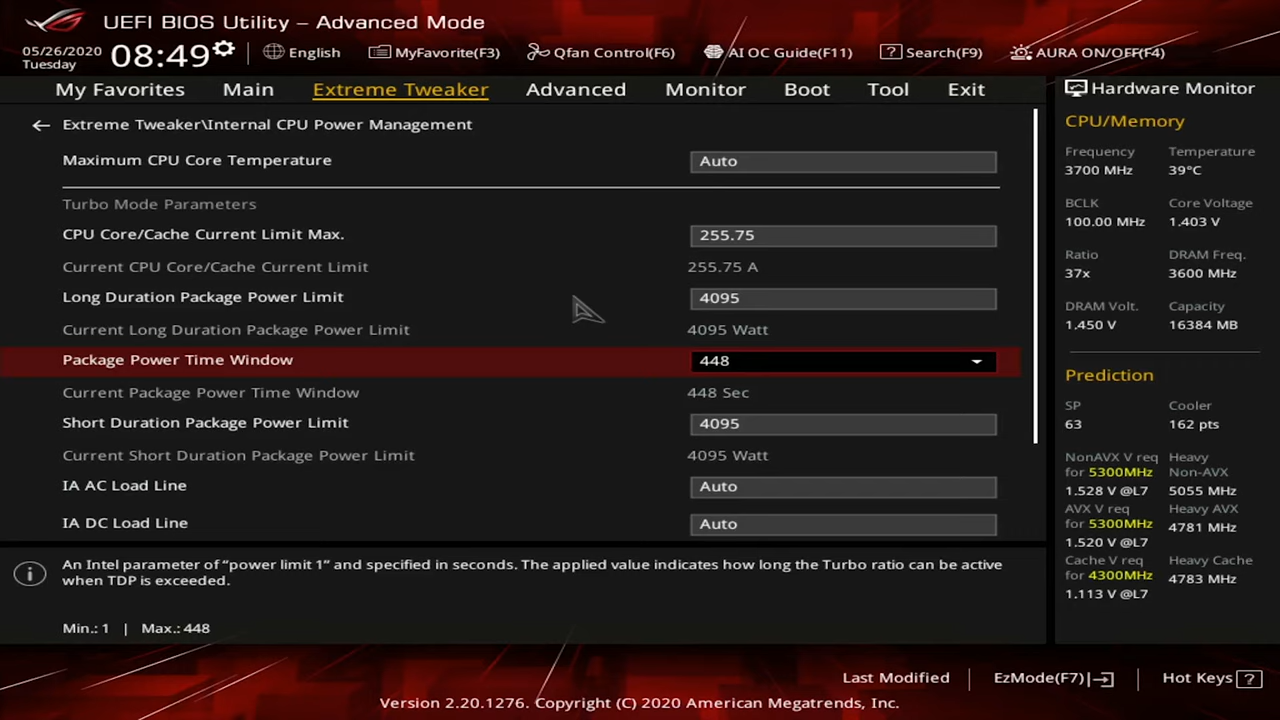 UEFI BIOS Utility – Advanced Mode
05/26/2020
Tuesday
08:49
English
MyFavorite(F3)
Qfan Control(F6)
AI OC Guide(F11)
Search(F9)
AURA ON/OFF(F4)
My Favorites
Main
Extreme Tweaker
Advanced
Monitor
Boot
Tool
Exit
Extreme Tweaker\Internal CPU Power Management
Maximum CPU Core Temperature Auto
Turbo Mode Parameters
CPU Core/Cache Current Limit Max. 255.75
Current CPU Core/Cache Current Limit 255.75 A
Long Duration Package Power Limit 4095
Current Long Duration Package Power Limit 4095 Watt
Package Power Time Window 448
Current Package Power Time Window 448 Sec
Short Duration Package Power Limit 4095
Current Short Duration Package Power Limit 4095 Watt
IA AC Load Line Auto
IA DC Load Line Auto
An Intel parameter of “power limit 1” and specified in seconds. The applied value indicates how long the Turbo ratio can be active
when TDP is exceeded.
Min.: 1 | Max.: 448
Hardware Monitor
CPU/Memory
Frequency Temperature
3700 MHz 39°C
BCLK Core Voltage
100.00 MHz 1.403 V
Ratio DRAM Freq.
37x 3600 MHz
DRAM Volt. Capacity
1.450 V 16384 MB
Prediction
SP Cooler
63 162 pts
NonAVX V req Heavy
for 5300MHz Non-AVX
1.528 V @L7 5055 MHz
AVX V req Heavy AVX
for 5300MHz 4781 MHz
1.520 V @L7
Cache V req Heavy Cache
for 4300MHz 4783 MHz
1.113 V @L7
Last Modified
EzMode(F7)
Hot Keys ?
Version 2.20.1276. Copyright (C) 2020 American Megatrends, Inc.